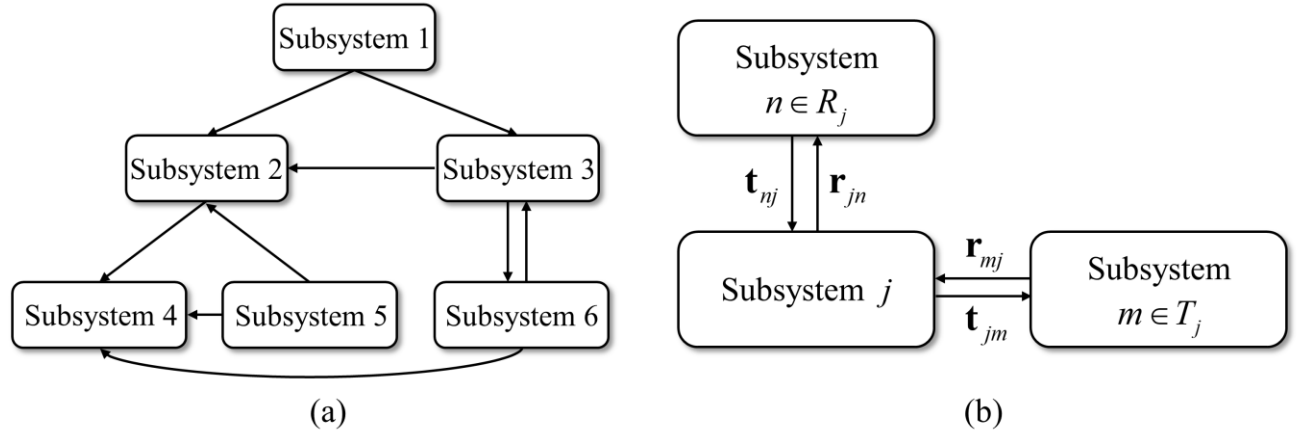 Subsystem 1
Subsystem 2
Subsystem 3
Subsystem 4
Subsystem 5
Subsystem 6
(a)
Subsystem
n ∈ R_j
t_nj
r_jn
Subsystem j
r_mj
t_jm
Subsystem
m ∈ T_j
(b)